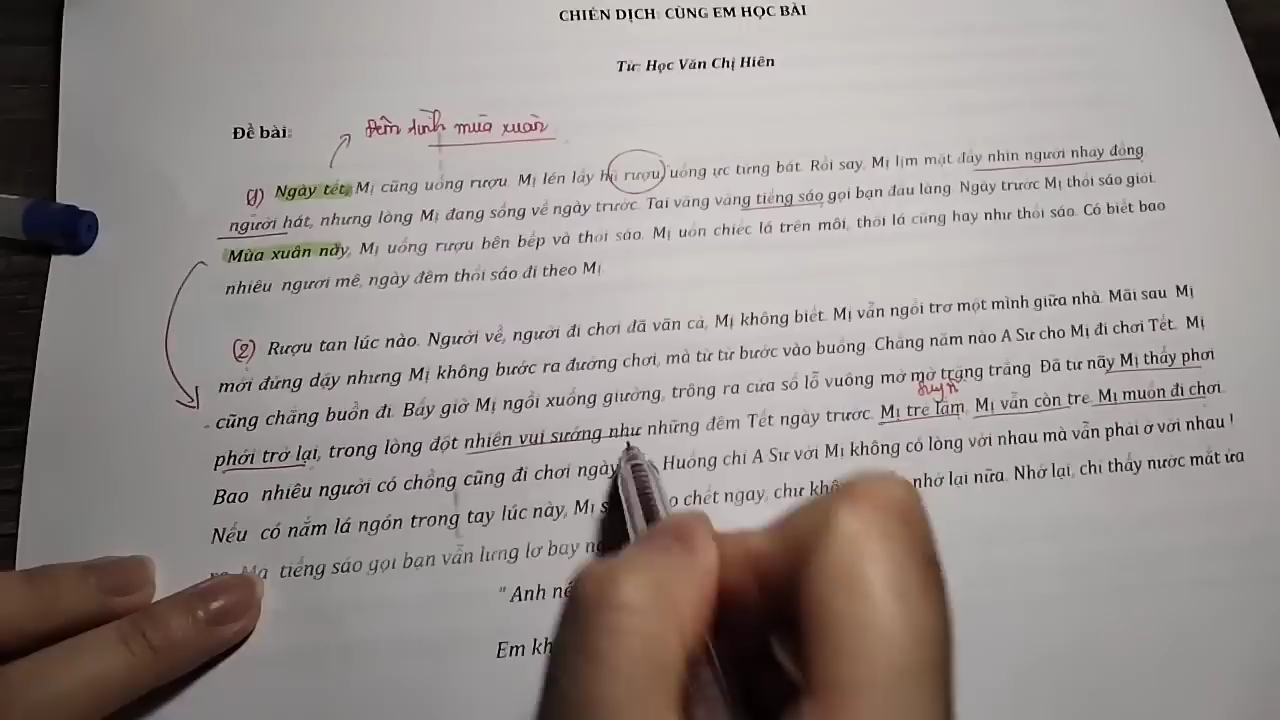 CHIẾN DỊCH: CÙNG EM HỌC BÀI
Từ: Học Văn Chị Hiên
Đề bài:
Đêm tình mùa xuân
(1) Ngày tết, Mị cũng uống rượu. Mị lén lấy hũ rượu, uống ực từng bát. Rồi say, Mị lịm mặt đấy nhìn người nhảy đồng,
người hát, nhưng lòng Mị đang sống về ngày trước. Tai văng vẳng tiếng sáo gọi bạn đầu làng. Ngày trước Mị thổi sáo giỏi.
Mùa xuân này, Mị uống rượu bên bếp và thổi sáo. Mị uốn chiếc lá trên môi, thổi lá cũng hay như thổi sáo. Có biết bao
nhiêu người mê, ngày đêm thổi sáo đi theo Mị
(2) Rượu tan lúc nào. Người về, người đi chơi đã vãn cả, Mị không biết. Mị vẫn ngồi trơ một mình giữa nhà. Mãi sau Mị
mới đứng dậy nhưng Mị không bước ra đường chơi, mà từ từ bước vào buồng. Chẳng năm nào A Sử cho Mị đi chơi Tết. Mị
cũng chẳng buồn đi. Bấy giờ Mị ngồi xuống giường, trông ra cửa sổ lỗ vuông mờ mờ trăng trắng. Đã từ nãy Mị thấy phơi
suy
phới trở lại, trong lòng đột nhiên vui sướng như những đêm Tết ngày trước. Mị trẻ lắm. Mị vẫn còn trẻ. Mị muốn đi chơi.
Bao nhiêu người có chồng cũng đi chơi ngày Huống chi A Sử với Mị không có lòng với nhau mà vẫn phải ở với nhau!
Nếu có nắm lá ngón trong tay lúc này, Mị chết ngay, chứ nhớ lại nữa. Nhớ lại, chỉ thấy nước mắt ứa
tiếng sáo gọi bạn vẫn lửng lơ bay
" Anh
Em